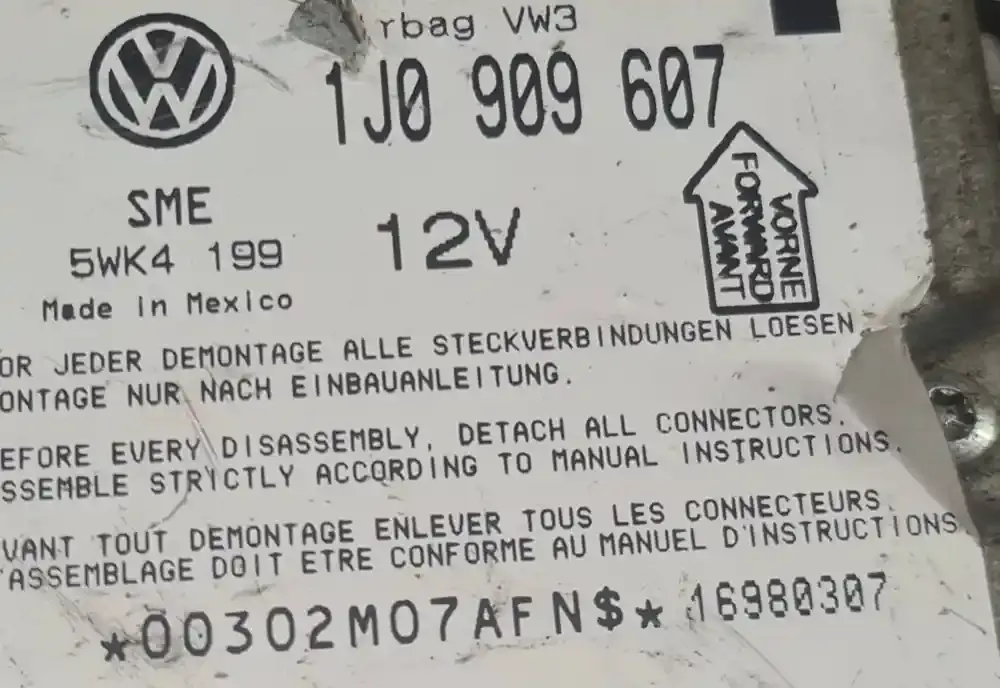 rbag VW3
1J0 909 607
SME
12V
5WK4 199
Made in Mexico
VORNE
FORWARD
AVANT
OR JEDER DEMONTAGE ALLE STECKVERBINDUNGEN LOESEN
ONTAGE NUR NACH EINBAUANLEITUNG.
EFORE EVERY DISASSEMBLY, DETACH ALL CONNECTORS.
SSEMBLE STRICTLY ACCORDING TO MANUAL INSTRUCTIONS.
VANT TOUT DEMONTAGE ENLEVER TOUS LES CONNECTEURS.
'ASSEMBLAGE DOIT ETRE CONFORME AU MANUEL D'INSTRUCTIONS
*00302M07AFN$* 16980307